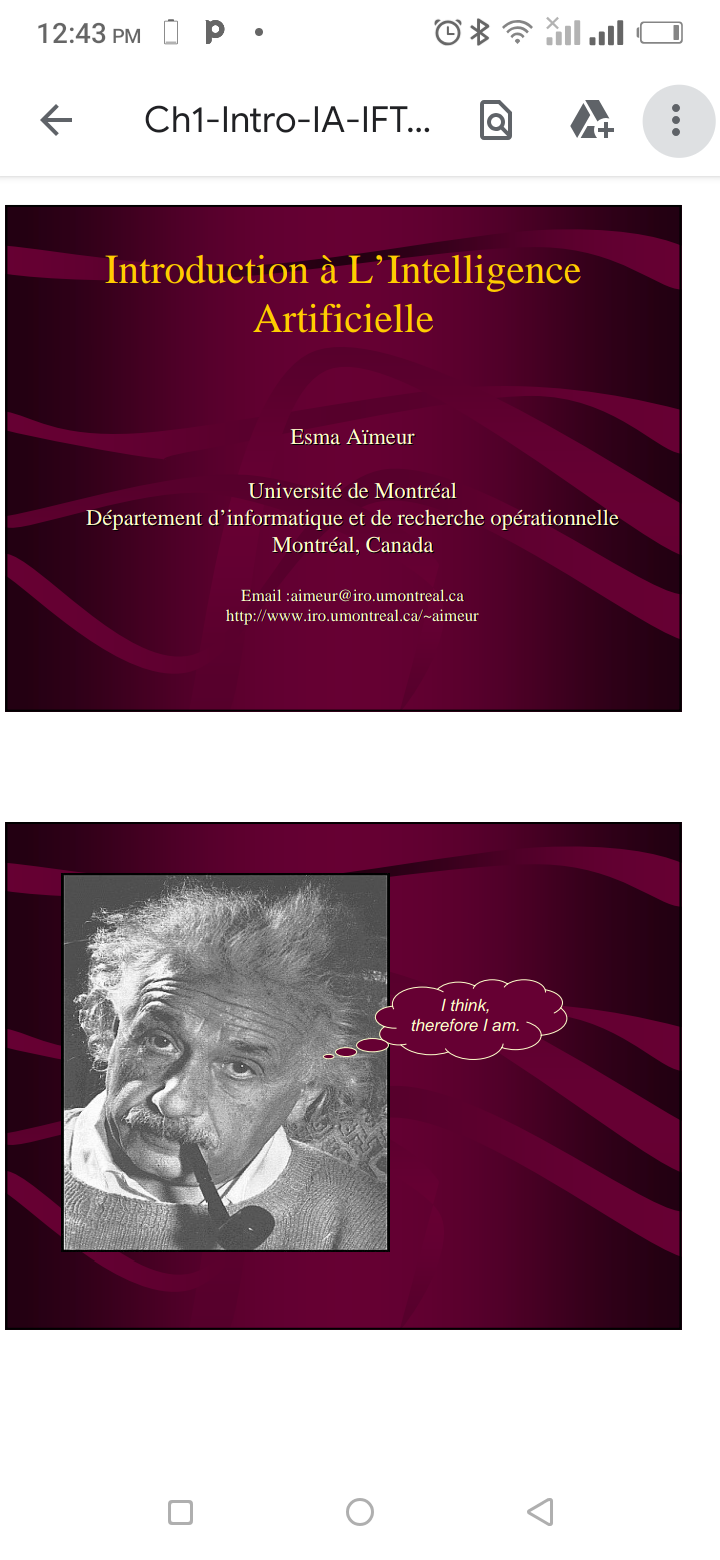 12:43 PM
Ch1-Intro-IA-IFT...
Introduction à L’Intelligence
Artificielle
Esma Aïmeur
Université de Montréal
Département d’informatique et de recherche opérationnelle
Montréal, Canada
Email :aimeur@iro.umontreal.ca
http://www.iro.umontreal.ca/~aimeur
I think,
therefore I am.